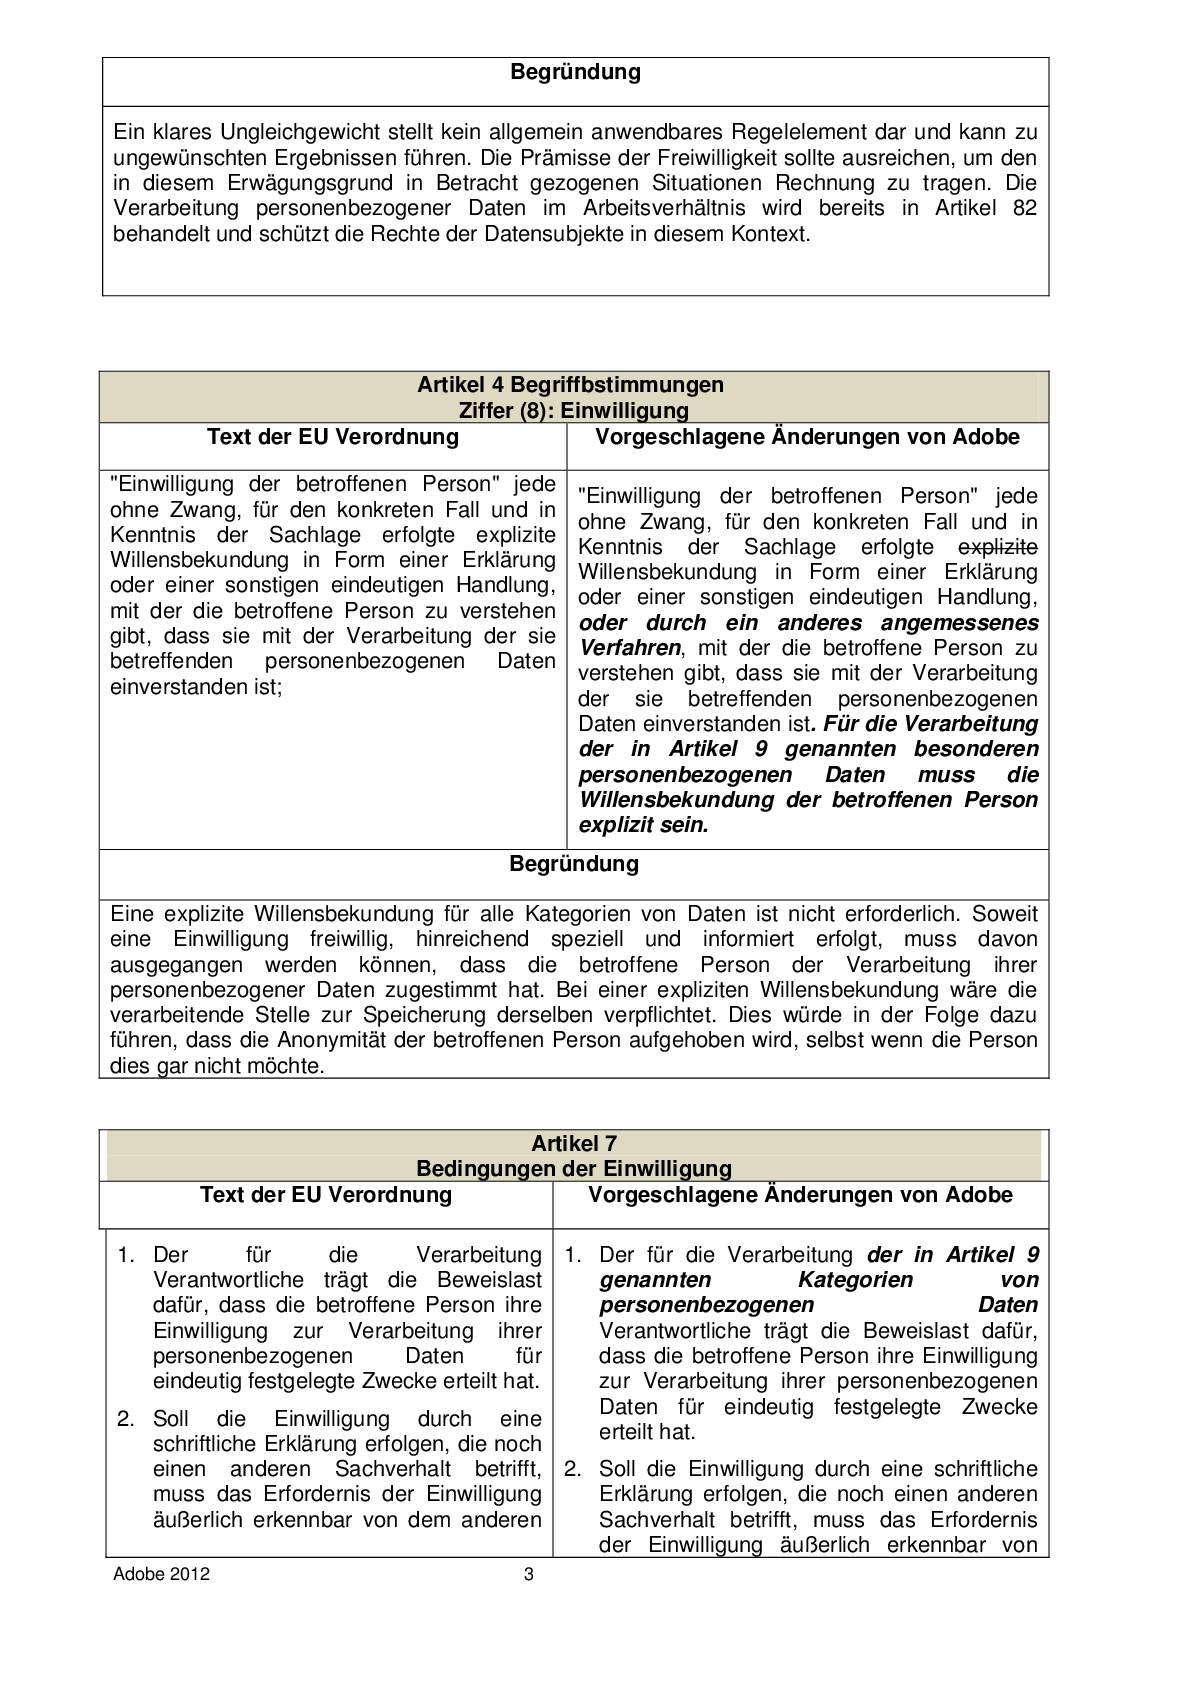 Begründung
Ein klares Ungleichgewicht stellt kein allgemein anwendbares Regelelement dar und kann zu
ungewünschten Ergebnissen führen. Die Prämisse der Freiwilligkeit sollte ausreichen, um den
in diesem Erwägungsgrund in Betracht gezogenen Situationen Rechnung zu tragen. Die
Verarbeitung personenbezogener Daten im Arbeitsverhältnis wird bereits in Artikel 82
behandelt und schützt die Rechte der Datensubjekte in diesem Kontext.
Artikel 4 Begriffbstimmungen
Ziffer (8): Einwilligung
Text der EU Verordnung
"Einwilligung der betroffenen Person" jede
ohne Zwang, für den konkreten Fall und in
Kenntnis der Sachlage erfolgte explizite
Willensbekundung in Form einer Erklärung
oder einer sonstigen eindeutigen Handlung,
mit der die betroffene Person zu verstehen
gibt, dass sie mit der Verarbeitung der sie
betreffenden personenbezogenen Daten
einverstanden ist;
Vorgeschlagene Änderungen von Adobe
"Einwilligung der betroffenen Person" jede
ohne Zwang, für den konkreten Fall und in
Kenntnis der Sachlage erfolgte explizite
Willensbekundung in Form einer Erklärung
oder einer sonstigen eindeutigen Handlung,
oder durch ein anderes angemessenes
Verfahren, mit der die betroffene Person zu
verstehen gibt, dass sie mit der Verarbeitung
der sie betreffenden personenbezogenen
Daten einverstanden ist. Für die Verarbeitung
der in Artikel 9 genannten besonderen
personenbezogenen Daten muss die
Willensbekundung der betroffenen Person
explizit sein.
Begründung
Eine explizite Willensbekundung für alle Kategorien von Daten ist nicht erforderlich. Soweit
eine Einwilligung freiwillig, hinreichend speziell und informiert erfolgt, muss davon
ausgegangen werden können, dass die betroffene Person der Verarbeitung ihrer
personenbezogener Daten zugestimmt hat. Bei einer expliziten Willensbekundung wäre die
verarbeitende Stelle zur Speicherung derselben verpflichtet. Dies würde in der Folge dazu
führen, dass die Anonymität der betroffenen Person aufgehoben wird, selbst wenn die Person
dies gar nicht möchte.
Artikel 7
Bedingungen der Einwilligung
Text der EU Verordnung
1. Der für die Verarbeitung
Verantwortliche trägt die Beweislast
dafür, dass die betroffene Person ihre
Einwilligung zur Verarbeitung ihrer
personenbezogenen Daten für
eindeutig festgelegte Zwecke erteilt hat.
2. Soll die Einwilligung durch eine
schriftliche Erklärung erfolgen, die noch
einen anderen Sachverhalt betrifft,
muss das Erfordernis der Einwilligung
äußerlich erkennbar von dem anderen
Vorgeschlagene Änderungen von Adobe
1. Der für die Verarbeitung der in Artikel 9
genannten Kategorien von
personenbezogenen Daten
Verantwortliche trägt die Beweislast dafür,
dass die betroffene Person ihre Einwilligung
zur Verarbeitung ihrer personenbezogenen
Daten für eindeutig festgelegte Zwecke
erteilt hat.
2. Soll die Einwilligung durch eine schriftliche
Erklärung erfolgen, die noch einen anderen
Sachverhalt betrifft, muss das Erfordernis
der Einwilligung äußerlich erkennbar von
Adobe 2012
3